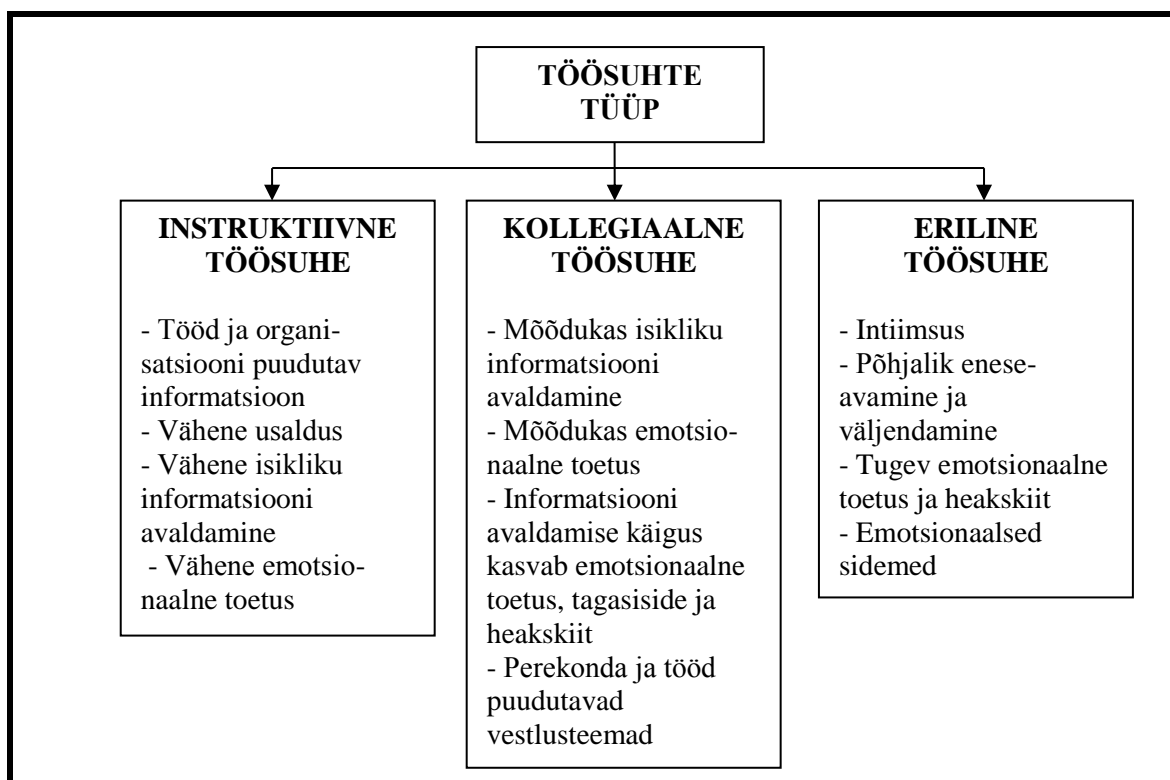 TÖÖSUHTE
TÜÜP
INSTRUKTIIVNE
TÖÖSUHE
- Tööd ja organi-
satsiooni puudutav
informatsioon
- Vähene usaldus
- Vähene isikliku
informatsiooni
avaldamine
- Vähene emotsio-
naalne toetus
KOLLEGIAALNE
TÖÖSUHE
- Mõõdukas isikliku
informatsiooni
avaldamine
- Mõõdukas emotsio-
naalne toetus
- Informatsiooni
avaldamise käigus
kasvab emotsionaalne
toetus, tagasiside ja
heakskiit
- Perekonda ja tööd
puudutavad
vestlusteemad
ERILINE
TÖÖSUHE
- Intiimsus
- Põhjalik enese-
avamine ja
väljendamine
- Tugev emotsionaalne
toetus ja heakskiit
- Emotsionaalsed
sidemed